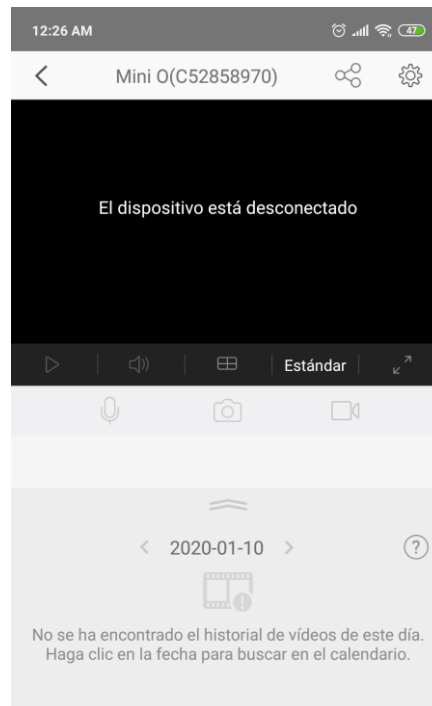 12:26 AM
47
Mini O(C52858970)
El dispositivo está desconectado
Estándar
2020-01-10
?
No se ha encontrado el historial de vídeos de este día.
Haga clic en la fecha para buscar en el calendario.